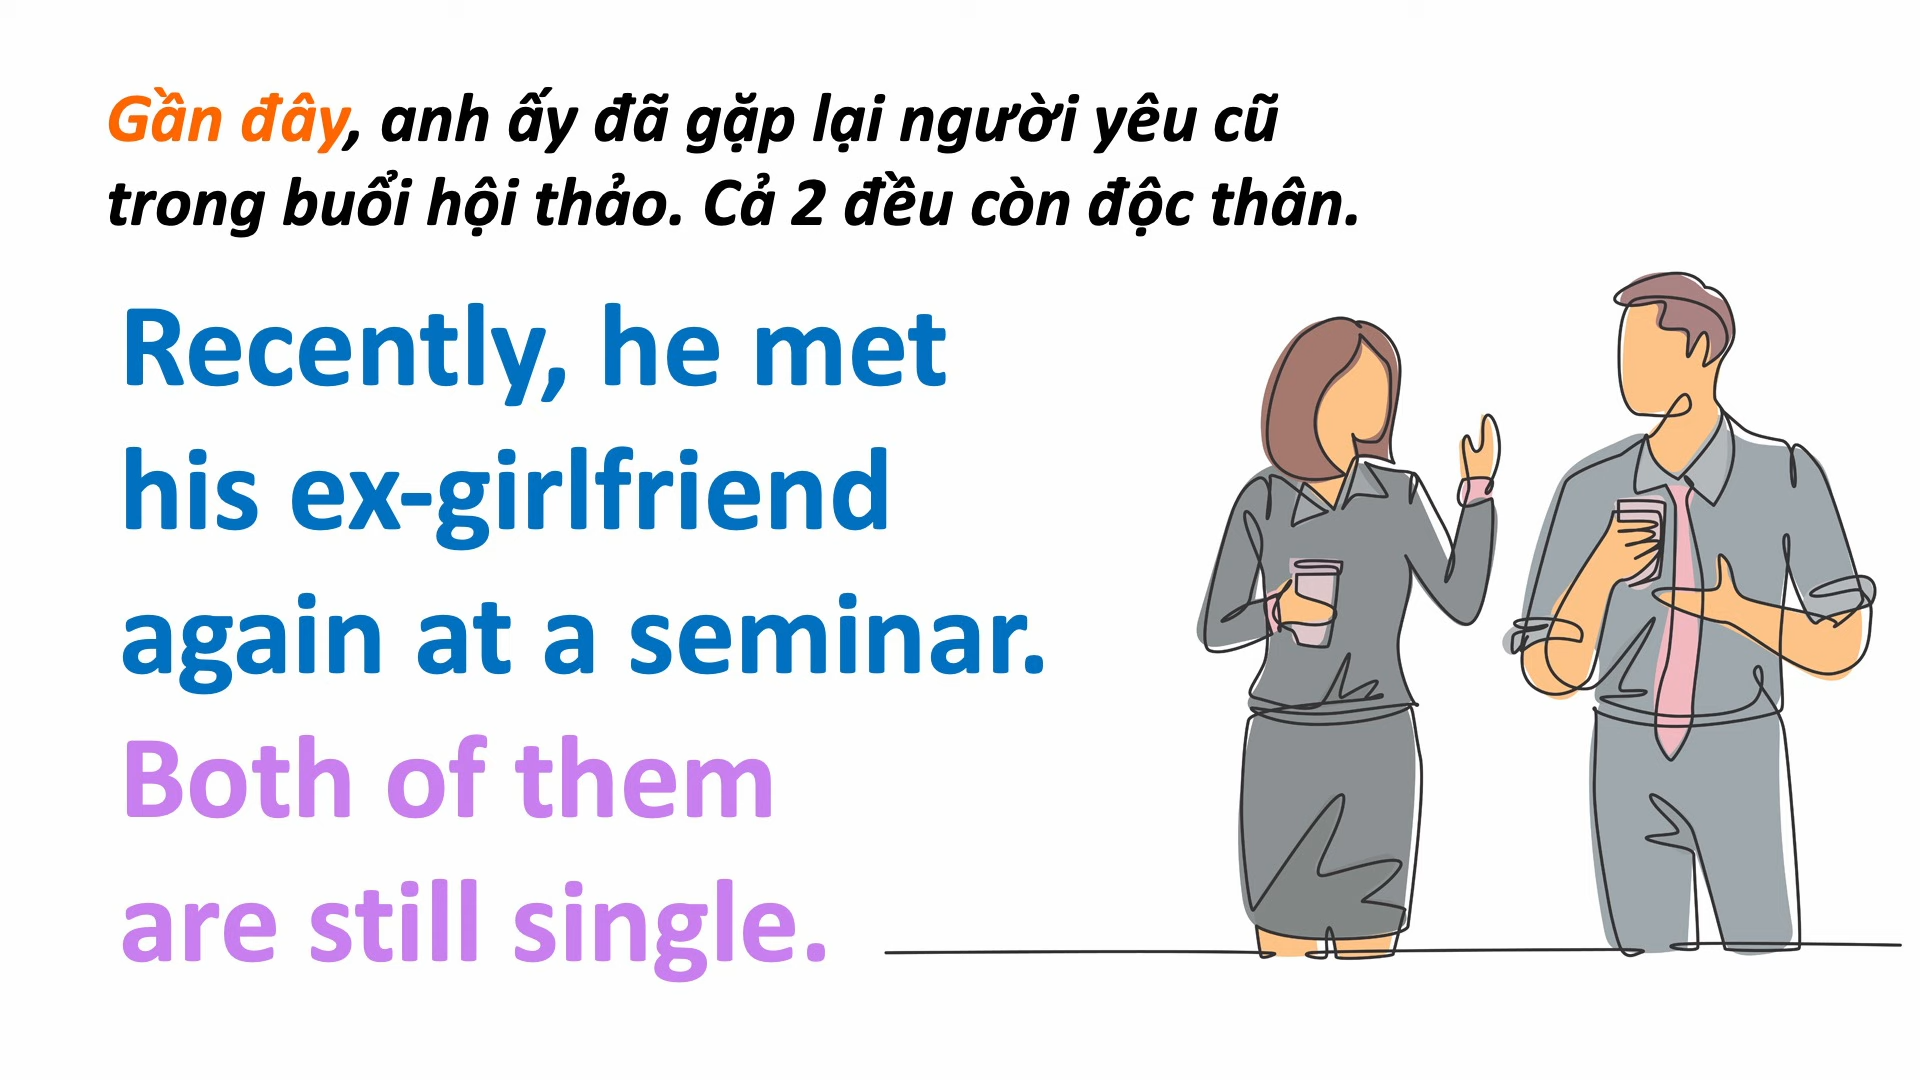 Gần đây, anh ấy đã gặp lại người yêu cũ
trong buổi hội thảo. Cả 2 đều còn độc thân.
Recently, he met
his ex-girlfriend
again at a seminar.
Both of them
are still single.